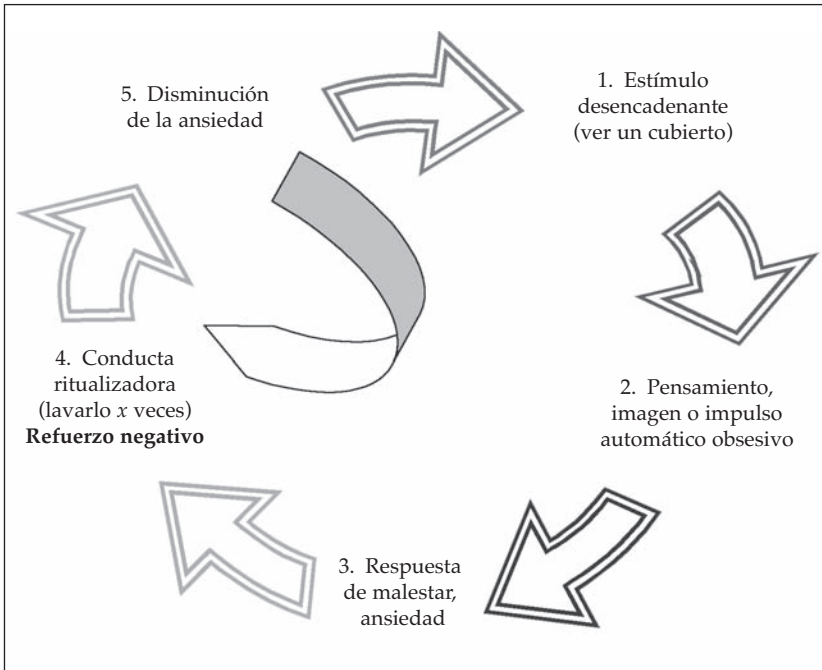 1. Estímulo
desencadenante
(ver un cubierto)
2. Pensamiento,
imagen o impulso
automático obsesivo
3. Respuesta
de malestar,
ansiedad
4. Conducta
ritualizadora
(lavarlo x veces)
Refuerzo negativo
5. Disminución
de la ansiedad